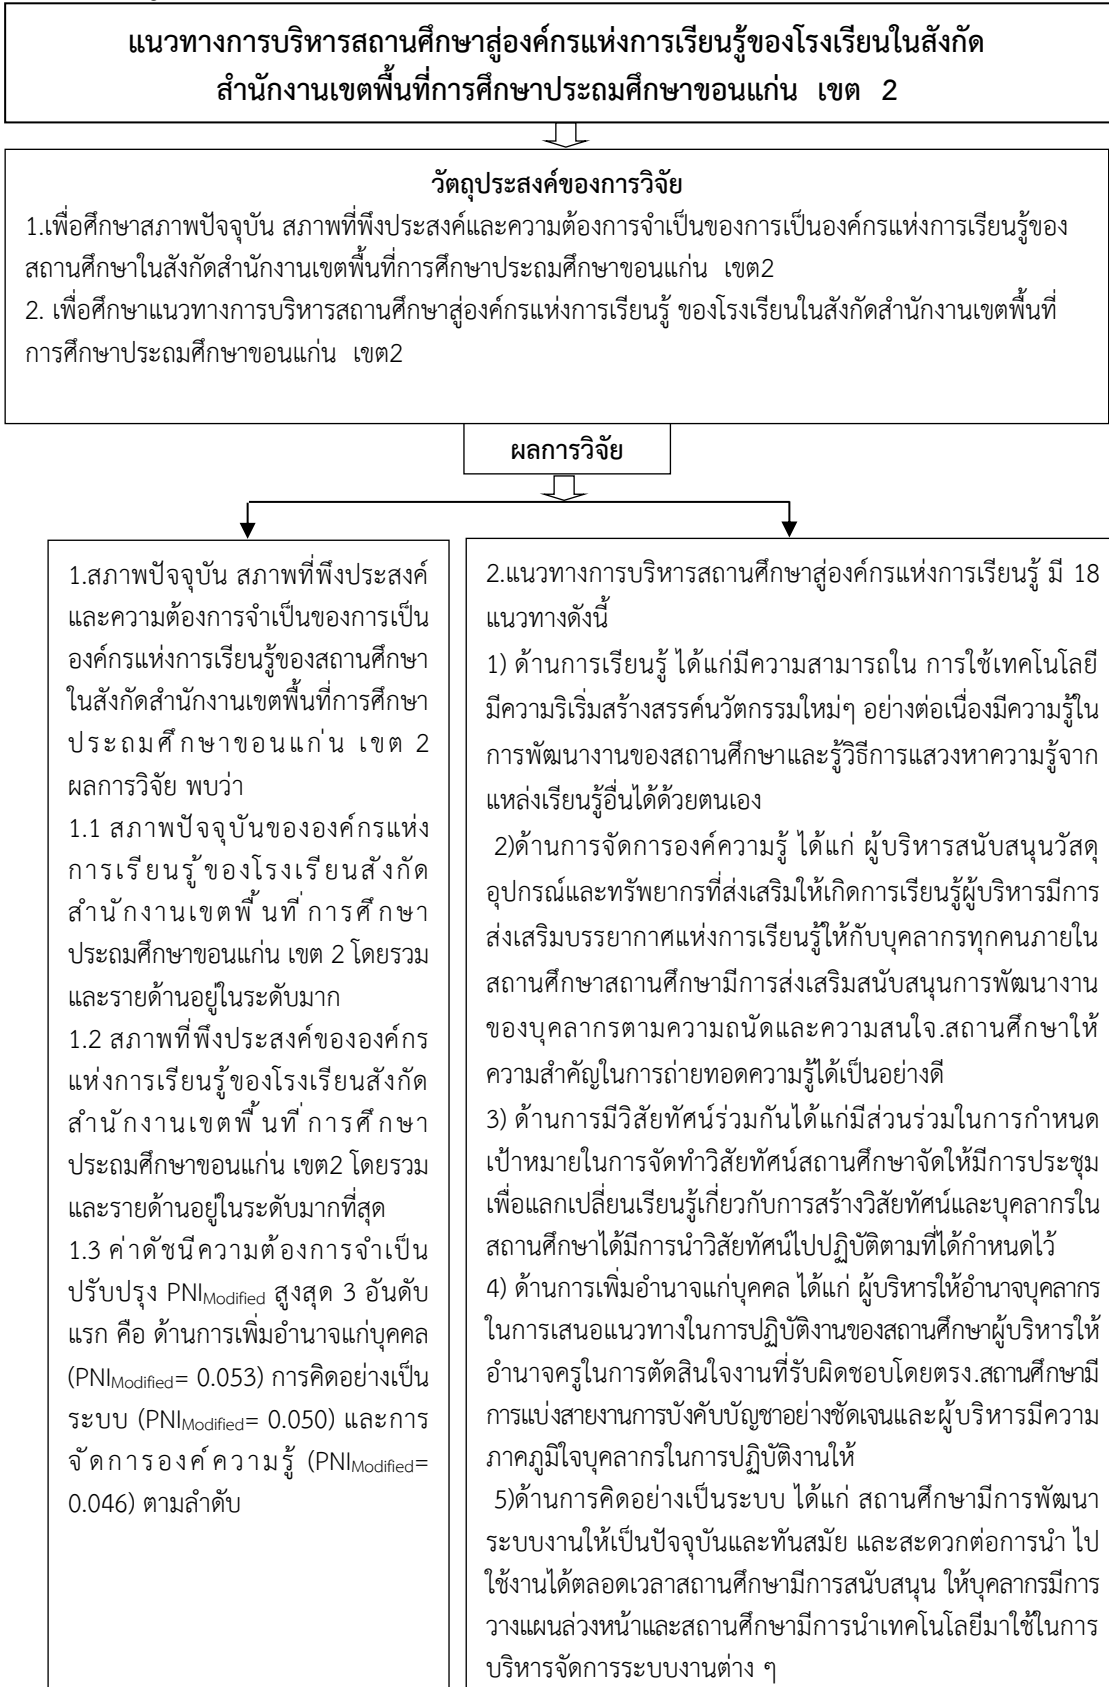 แนวทางการบริหารสถานศึกษาสู่องค์กรแห่งการเรียนรู้ของโรงเรียนในสังกัด
สำนักงานเขตพื้นที่การศึกษาประถมศึกษาขอนแก่น เขต 2
วัตถุประสงค์ของการวิจัย
1.เพื่อศึกษาสภาพปัจจุบัน สภาพที่พึงประสงค์และความต้องการจำเป็นของการเป็นองค์กรแห่งการเรียนรู้ของ
สถานศึกษาในสังกัดสำนักงานเขตพื้นที่การศึกษาประถมศึกษาขอนแก่น เขต2
2. เพื่อศึกษาแนวทางการบริหารสถานศึกษาสู่องค์กรแห่งการเรียนรู้ ของโรงเรียนในสังกัดสำนักงานเขตพื้นที่
การศึกษาประถมศึกษาขอนแก่น เขต2
ผลการวิจัย
1.สภาพปัจจุบัน สภาพที่พึงประสงค์
และความต้องการจำเป็นของการเป็น
องค์กรแห่งการเรียนรู้ของสถานศึกษา
ในสังกัดสำนักงานเขตพื้นที่การศึกษา
ประถมศึกษาขอนแก่น เขต 2
ผลการวิจัย พบว่า
1.1 สภาพปัจจุบันขององค์กรแห่ง
การเรียนรู้ของโรงเรียนสังกัด
สำนักงานเขตพื้นที่การศึกษา
ประถมศึกษาขอนแก่น เขต 2 โดยรวม
และรายด้านอยู่ในระดับมาก
1.2 สภาพที่พึงประสงค์ขององค์กร
แห่งการเรียนรู้ของโรงเรียนสังกัด
สำนักงานเขตพื้นที่การศึกษา
ประถมศึกษาขอนแก่น เขต2 โดยรวม
และรายด้านอยู่ในระดับมากที่สุด
1.3 ค่าดัชนีความต้องการจำเป็น
ปรับปรุง PNIModified สูงสุด 3 อันดับ
แรก คือ ด้านการเพิ่มอำนาจแก่บุคคล
(PNIModified= 0.053) การคิดอย่างเป็น
ระบบ (PNIModified= 0.050) และการ
จัดการองค์ความรู้ (PNIModified=
0.046) ตามลำดับ
2.แนวทางการบริหารสถานศึกษาสู่องค์กรแห่งการเรียนรู้ มี 18
แนวทางดังนี้
1) ด้านการเรียนรู้ ได้แก่มีความสามารถใน การใช้เทคโนโลยี
มีความริเริ่มสร้างสรรค์นวัตกรรมใหม่ๆ อย่างต่อเนื่องมีความรู้ใน
การพัฒนางานของสถานศึกษาและรู้วิธีการแสวงหาความรู้จาก
แหล่งเรียนรู้อื่นได้ด้วยตนเอง
2)ด้านการจัดการองค์ความรู้ ได้แก่ ผู้บริหารสนับสนุนวัสดุ
อุปกรณ์และทรัพยากรที่ส่งเสริมให้เกิดการเรียนรู้ผู้บริหารมีการ
ส่งเสริมบรรยากาศแห่งการเรียนรู้ให้กับบุคลากรทุกคนภายใน
สถานศึกษาสถานศึกษามีการส่งเสริมสนับสนุนการพัฒนางาน
ของบุคลากรตามความถนัดและความสนใจ.สถานศึกษาให้
ความสำคัญในการถ่ายทอดความรู้ได้เป็นอย่างดี
3) ด้านการมีวิสัยทัศน์ร่วมกันได้แก่มีส่วนร่วมในการกำหนด
เป้าหมายในการจัดทำวิสัยทัศน์สถานศึกษาจัดให้มีการประชุม
เพื่อแลกเปลี่ยนเรียนรู้เกี่ยวกับการสร้างวิสัยทัศน์และบุคลากรใน
สถานศึกษาได้มีการนำวิสัยทัศน์ไปปฏิบัติตามที่ได้กำหนดไว้
4) ด้านการเพิ่มอำนาจแก่บุคคล ได้แก่ ผู้บริหารให้อำนาจบุคลากร
ในการเสนอแนวทางในการปฏิบัติงานของสถานศึกษาผู้บริหารให้
อำนาจครูในการตัดสินใจงานที่รับผิดชอบโดยตรง.สถานศึกษามี
การแบ่งสายงานการบังคับบัญชาอย่างชัดเจนและผู้บริหารมีความ
ภาคภูมิใจบุคลากรในการปฏิบัติงานให้
5)ด้านการคิดอย่างเป็นระบบ ได้แก่ สถานศึกษามีการพัฒนา
ระบบงานให้เป็นปัจจุบันและทันสมัย และสะดวกต่อการนำ ไป
ใช้งานได้ตลอดเวลาสถานศึกษามีการสนับสนุน ให้บุคลากรมีการ
วางแผนล่วงหน้าและสถานศึกษามีการนำเทคโนโลยีมาใช้ในการ
บริหารจัดการระบบงานต่าง ๆ